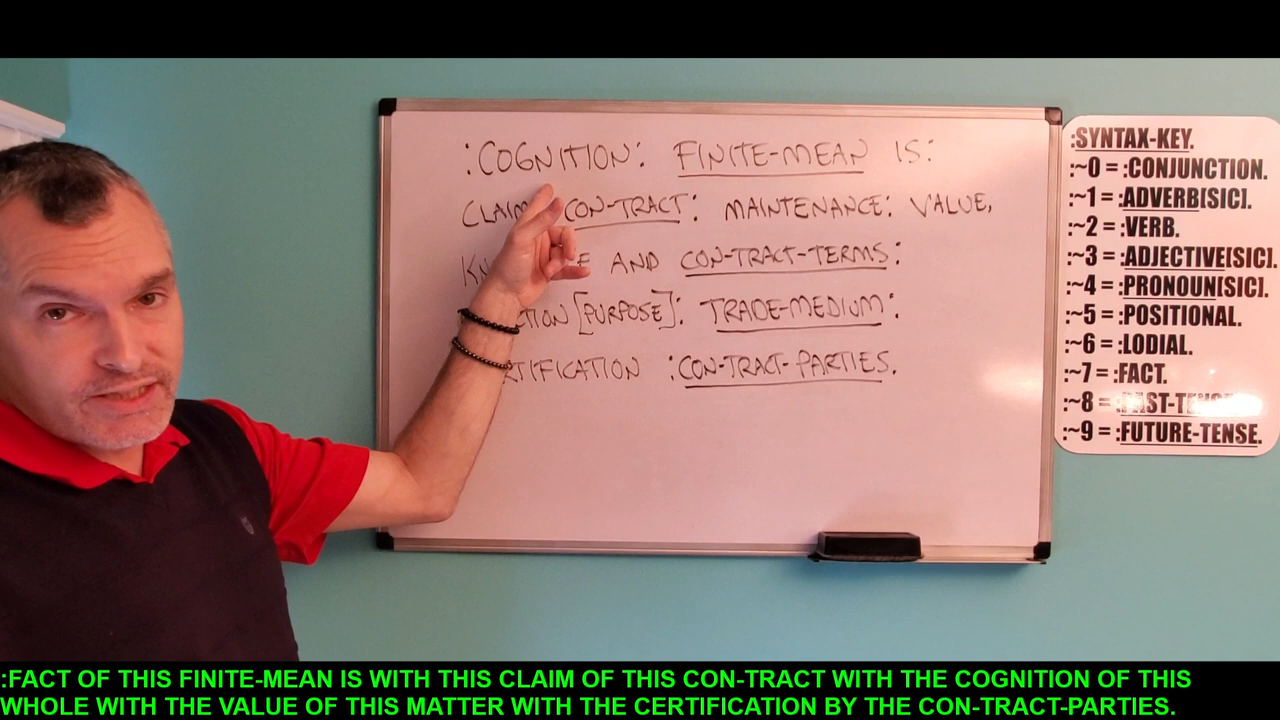 :COGNITION: FINITE-MEAN IS:
CLAIM CON-TRACT: MAINTENANCE: VALUE,
AND CON-TRACT-TERMS:
[PURPOSE]: TRADE-MEDIUM:
:CON-TRACT-PARTIES.
:SYNTAX-KEY.
:~0 = :CONJUNCTION.
:~1 = :ADVERB[SIC].
:~2 = :VERB.
:~3 = :ADJECTIVE[SIC].
:~4 = :PRONOUN[SIC].
:~5 = :POSITIONAL.
:~6 = :LODIAL.
:~7 = :FACT.
:~8 = :PAST-TENSE.
:~9 = :FUTURE-TENSE.
:FACT OF THIS FINITE-MEAN IS WITH THIS CLAIM OF THIS CON-TRACT WITH THE COGNITION OF THIS
WHOLE WITH THE VALUE OF THIS MATTER WITH THE CERTIFICATION BY THE CON-TRACT-PARTIES.